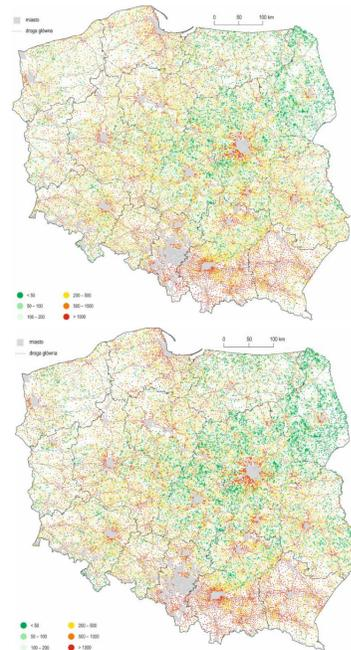 miasto
droga główna
0 50 100 km
< 50
50 – 100
100 – 200
200 – 500
500 – 1000
> 1000
miasto
droga główna
0 50 100 km
< 50
50 – 100
100 – 200
200 – 500
500 – 1000
> 1000